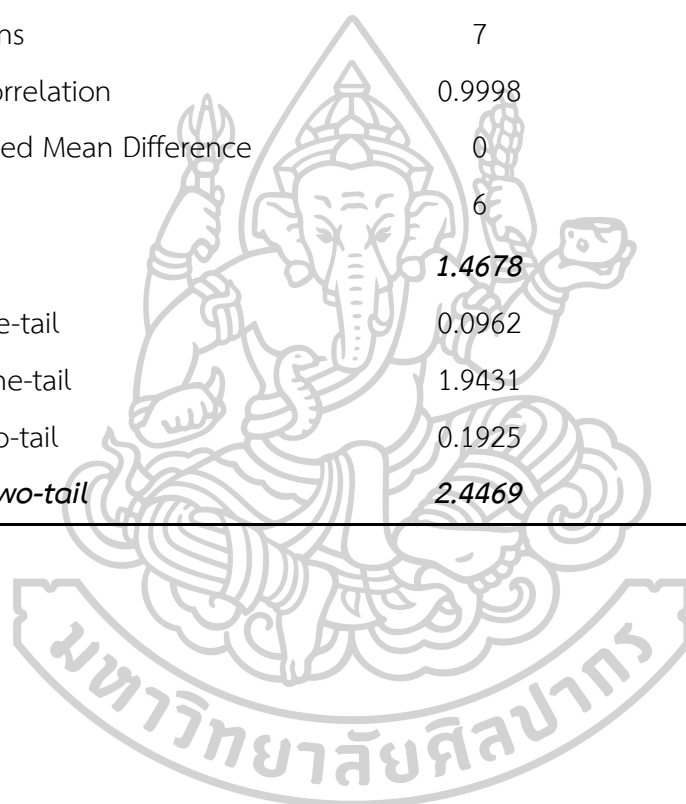 ns 7
orrelation 0.9998
ed Mean Difference 0
6
1.4678
e-tail 0.0962
ne-tail 1.9431
o-tail 0.1925
wo-tail 2.4469
มหาวิทยาลัยศิลปากร